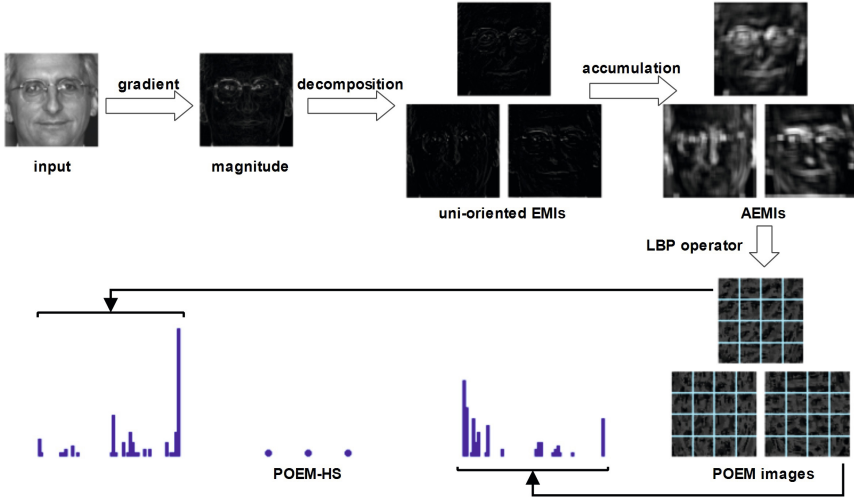 gradient
decomposition
accumulation
input
magnitude
uni-oriented EMIs
AEMIs
LBP operator
POEM-HS
POEM images